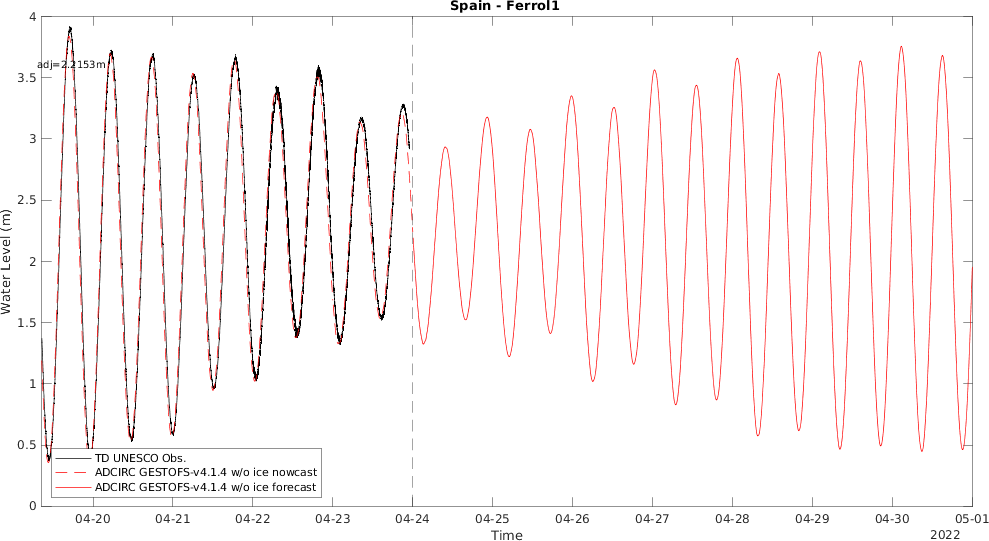 Spain - Ferrol1
4
adj=2.2153m
3.5
3
2.5
2
1.5
1
0.5
0
Water Level (m)
TD UNESCO Obs.
ADCIRC GESTOFS-v4.1.4 w/o ice nowcast
ADCIRC GESTOFS-v4.1.4 w/o ice forecast
04-20 04-21 04-22 04-23 04-24 04-25 04-26 04-27 04-28 04-29 04-30 05-01
Time
2022